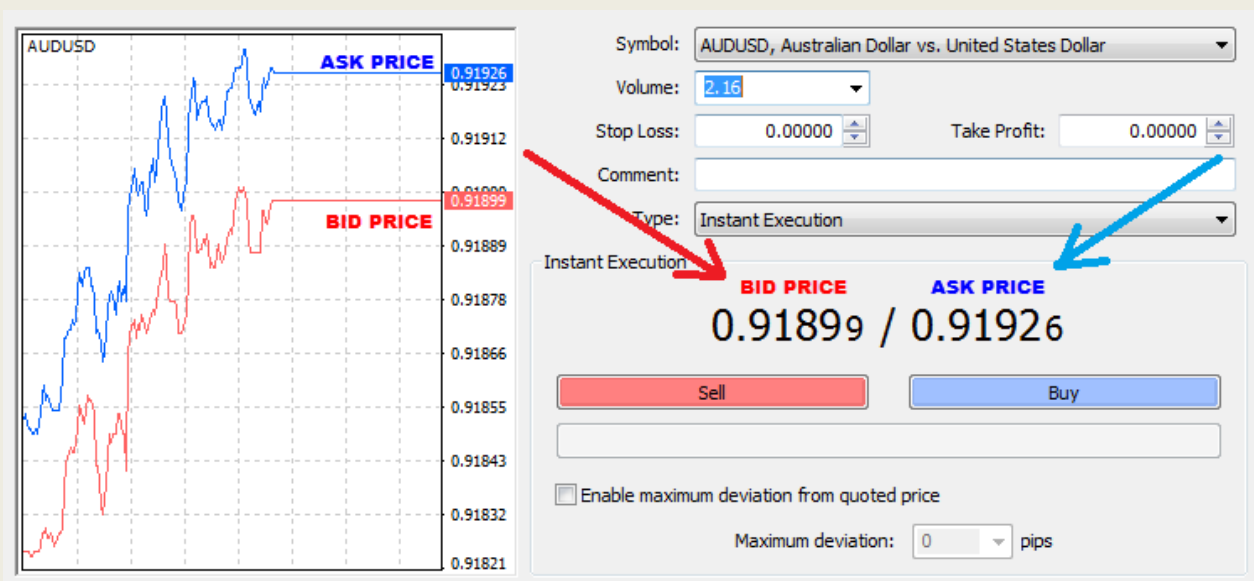 AUDUSD
ASK PRICE
0.91926
0.91923
0.91912
0.91899
BID PRICE
0.91889
0.91878
0.91866
0.91855
0.91843
0.91832
0.91821
Symbol: AUDUSD, Australian Dollar vs. United States Dollar
Volume: 2.16
Stop Loss: 0.00000 Take Profit: 0.00000
Comment:
Type: Instant Execution
Instant Execution
BID PRICE ASK PRICE
0.91899 / 0.91926
Sell Buy
Enable maximum deviation from quoted price
Maximum deviation: 0 pips